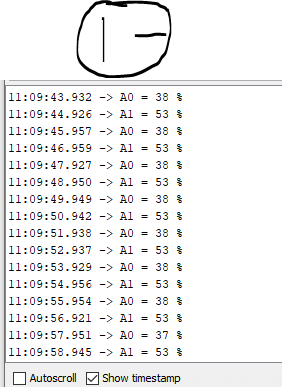 11:09:43.932 -> A0 = 38 %
11:09:44.926 -> A1 = 53 %
11:09:45.957 -> A0 = 38 %
11:09:46.959 -> A1 = 53 %
11:09:47.927 -> A0 = 38 %
11:09:48.950 -> A1 = 53 %
11:09:49.949 -> A0 = 38 %
11:09:50.942 -> A1 = 53 %
11:09:51.938 -> A0 = 38 %
11:09:52.937 -> A1 = 53 %
11:09:53.929 -> A0 = 38 %
11:09:54.956 -> A1 = 53 %
11:09:55.954 -> A0 = 38 %
11:09:56.921 -> A1 = 53 %
11:09:57.951 -> A0 = 37 %
11:09:58.945 -> A1 = 53 %
Autoscroll Show timestamp